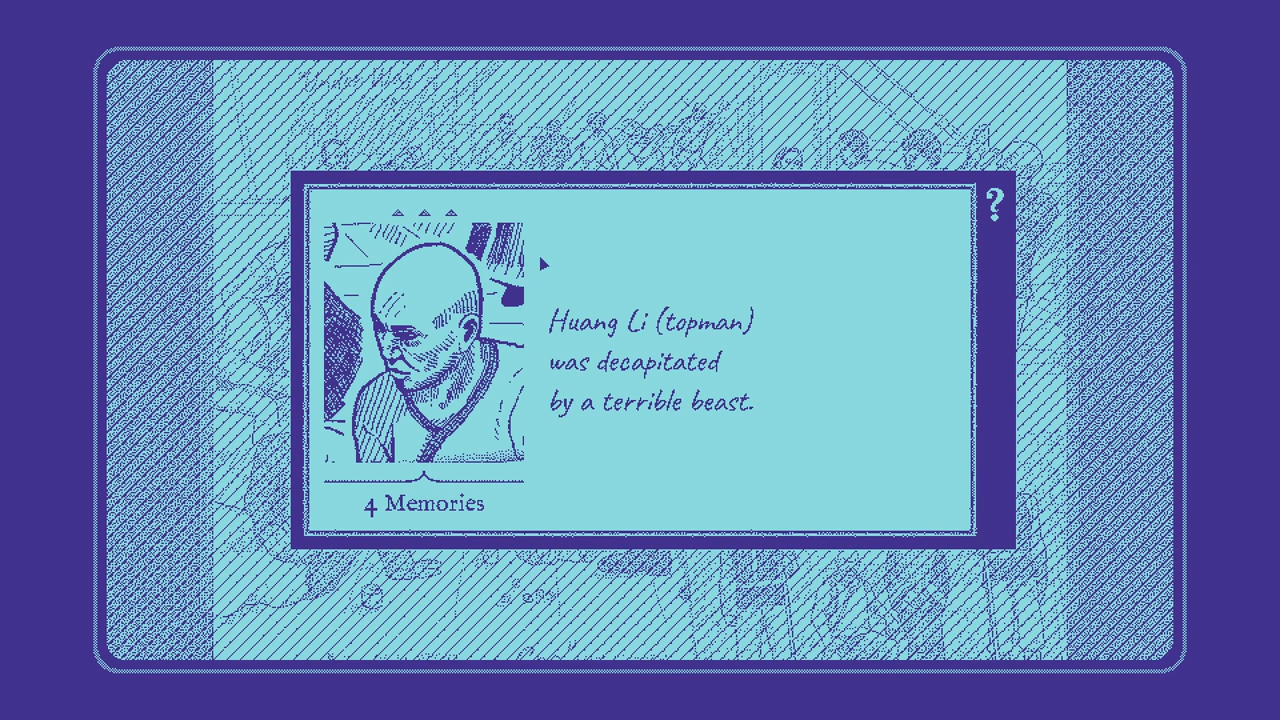 ?
Huang Li (topman)
was decapitated
by a terrible beast.
4 Memories